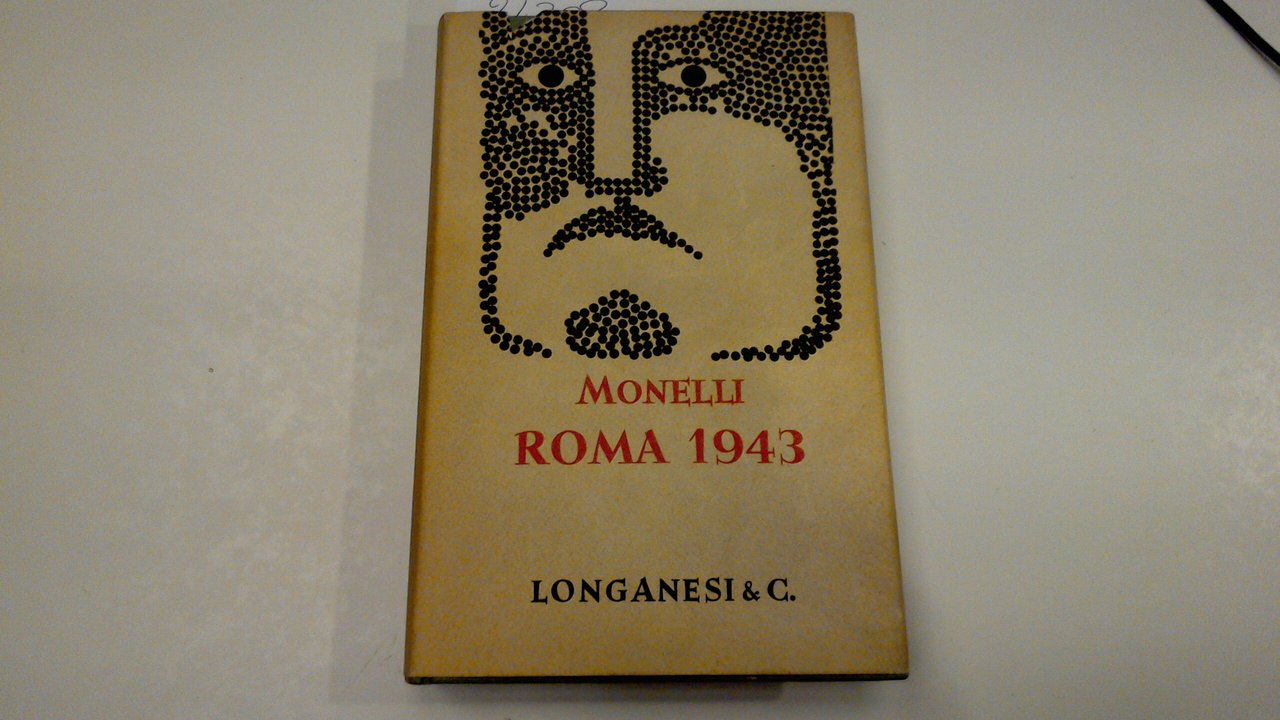 MONELLI
ROMA 1943
LONGANESI & C.